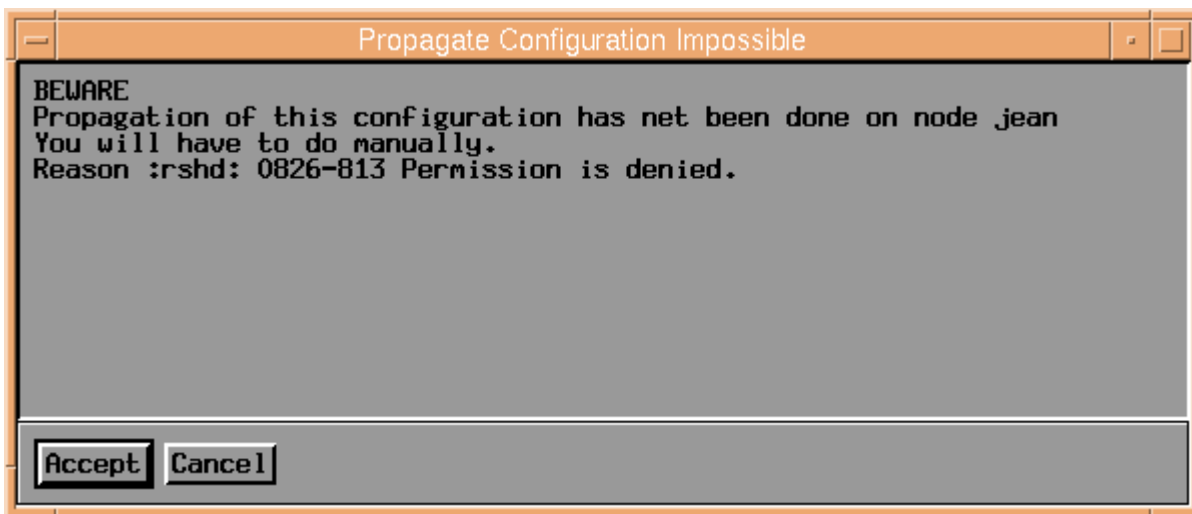 Propagate Configuration Impossible
BEWARE
Propagation of this configuration has net been done on node jean
You will have to do manually.
Reason :rshd: 0826-813 Permission is denied.
Accept Cancel